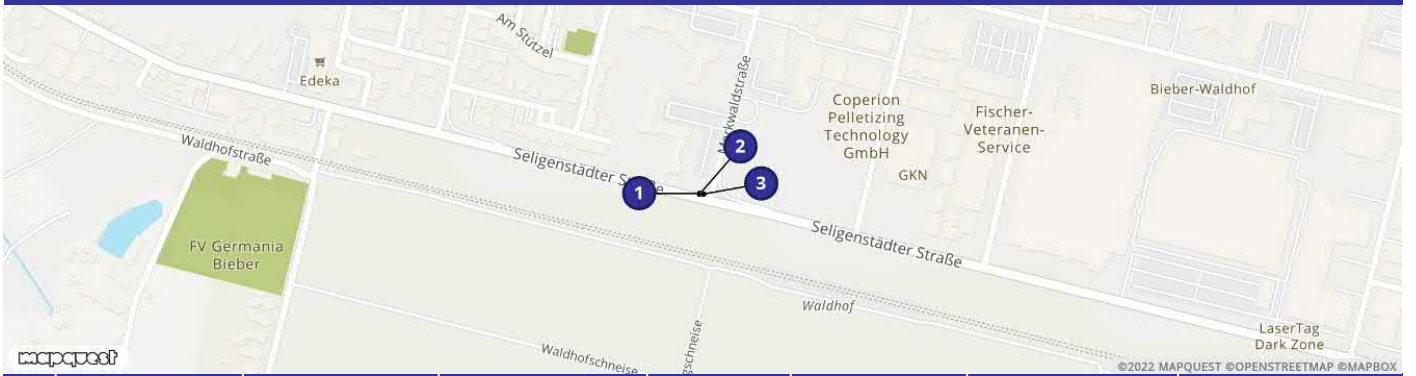 Am Stützel
Edeka
Markwaldstraße
Bieber-Waldhof
Coperion
Pelletizing
Technology
GmbH
Fischer-
Veteranen-
Service
Waldhofstraße
Seligenstädter Straße
2
1
3
GKN
FV Germania
Bieber
Seligenstädter Straße
Waldhof
LaserTag
Dark Zone
Waldhofschneise
mapquest
©2022 MAPQUEST ©OPENSTREETMAP ©MAPBOX